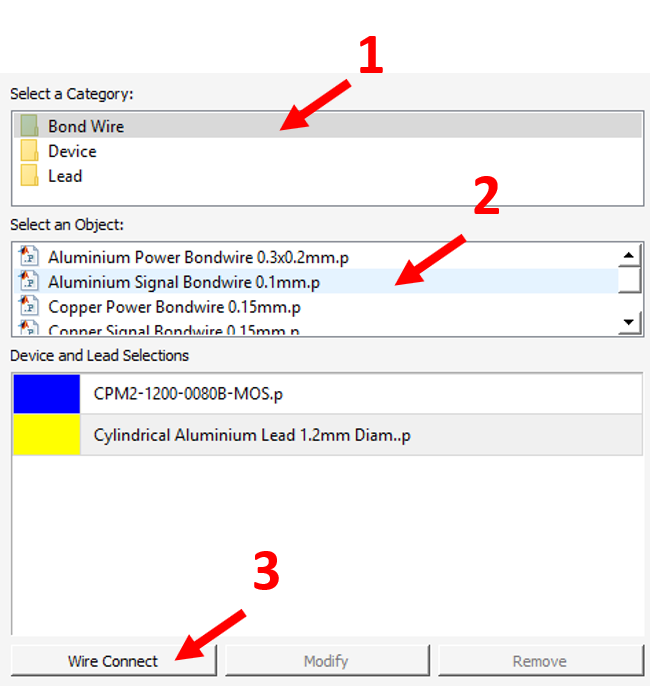 1
Select a Category:
Bond Wire
Device
Lead
2
Select an Object:
Aluminium Power Bondwire 0.3x0.2mm.p
Aluminium Signal Bondwire 0.1mm.p
Copper Power Bondwire 0.15mm.p
Copper Signal Bondwire 0.15mm.p
Device and Lead Selections
CPM2-1200-0080B-MOS.p
Cylindrical Aluminium Lead 1.2mm Diam..p
3
Wire Connect Modify Remove